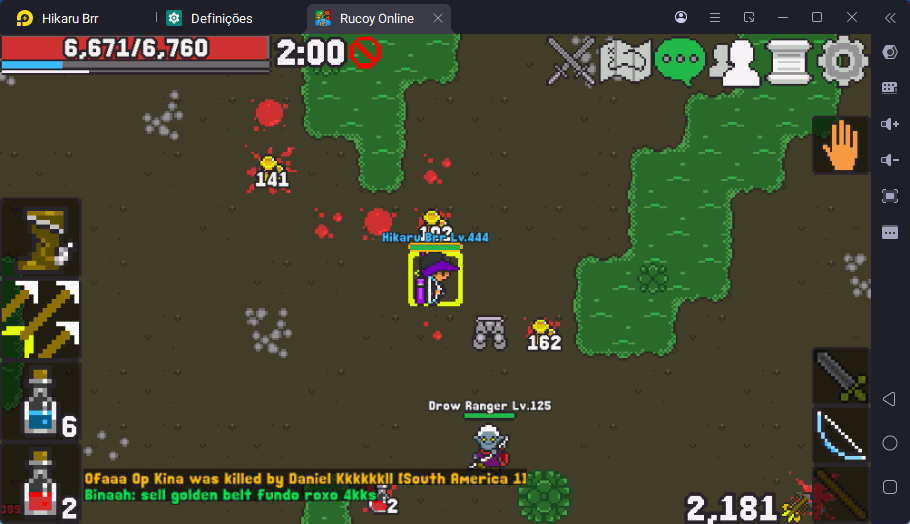 Hikaru Brr
Definições
Rucoy Online
6,671/6,760
2:00
141
Hikaru Brr Lv.444
162
Drow Ranger Lv.125
6
Ofaaa Op Kina was killed by Daniel Kkkkkkll [South America 1]
Binaah: sell golden belt fundo roxo 4kks
2
2
2,181